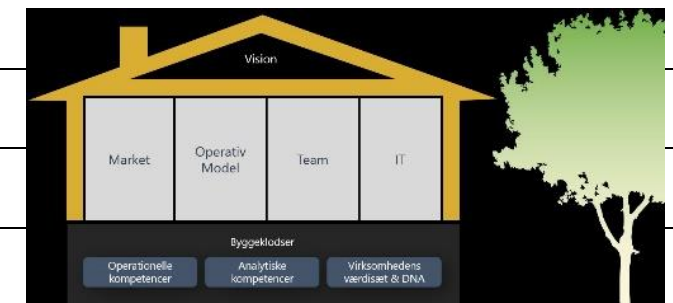 Vision
Market
Operativ
Model
Team
IT
Byggeklodser
Operationelle
kompetencer
Analytiske
kompetencer
Virksomhedens
værdisæt & DNA